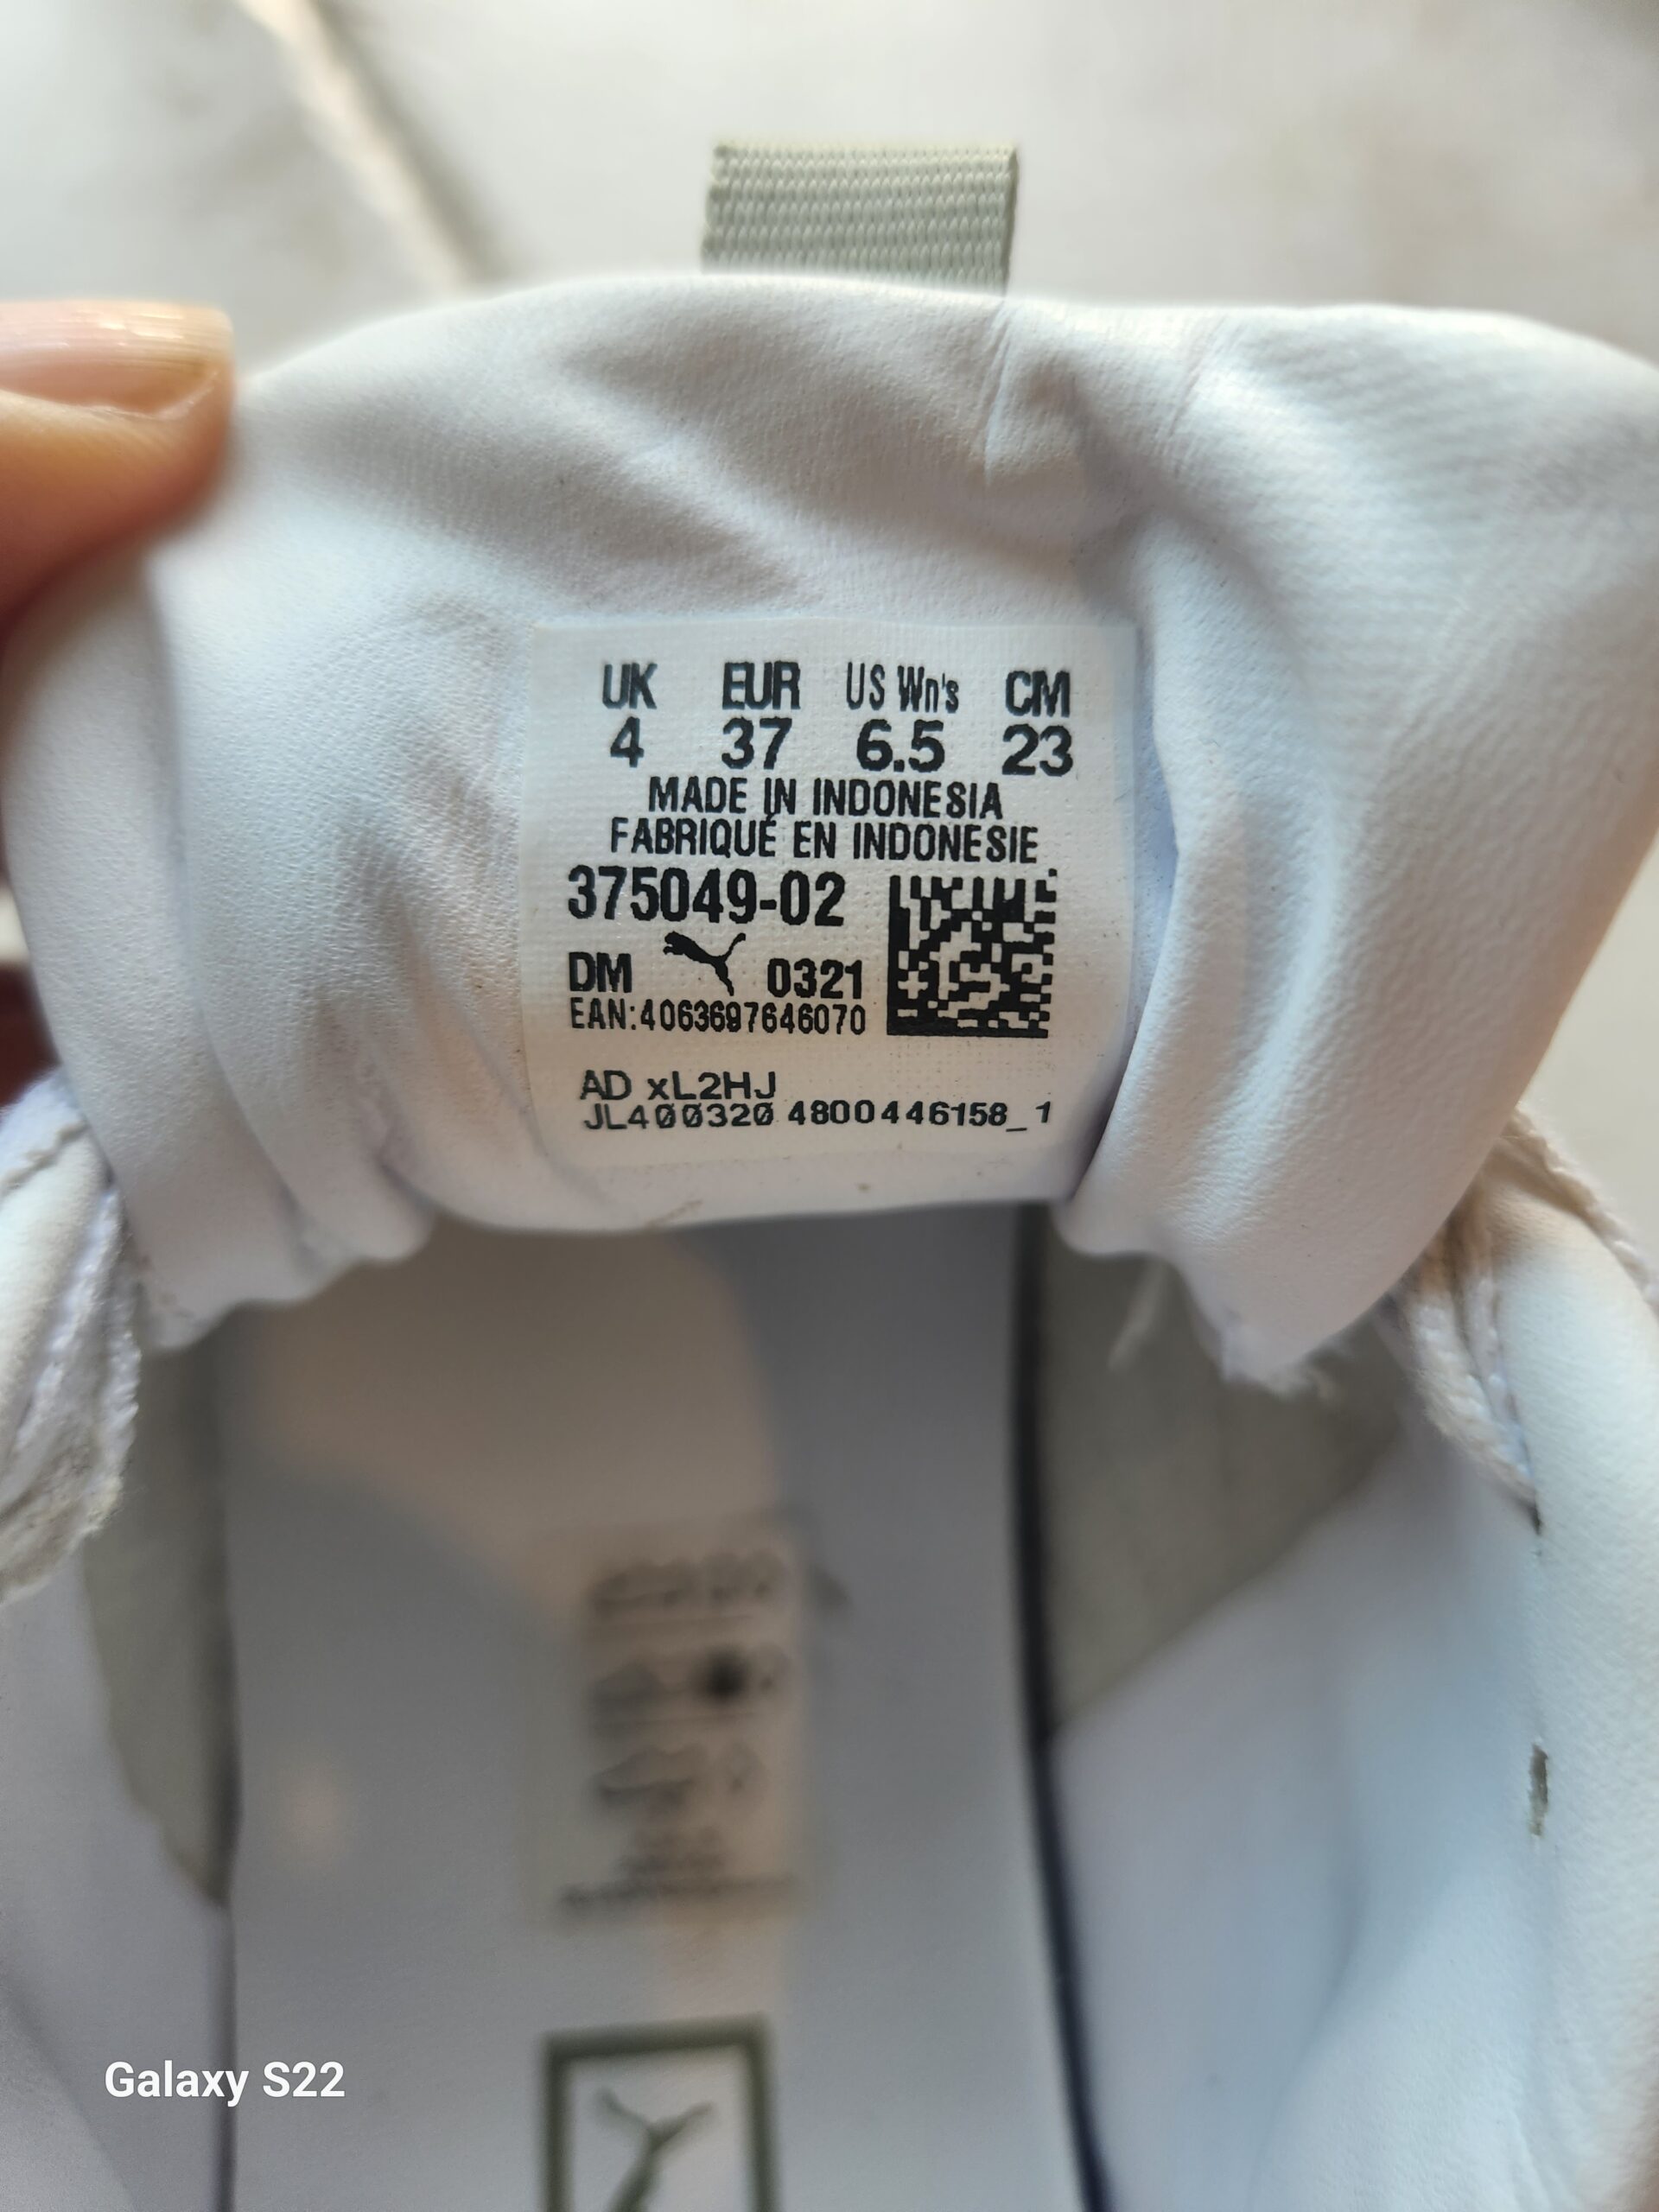 UK EUR US Wn's CM
4 37 6.5 23
MADE IN INDONESIA
FABRIQUÉ EN INDONESIE
375049-02
DM 0321
EAN:4063697646070
AD xL2HJ
JL400320 4800446158_1
Galaxy S22